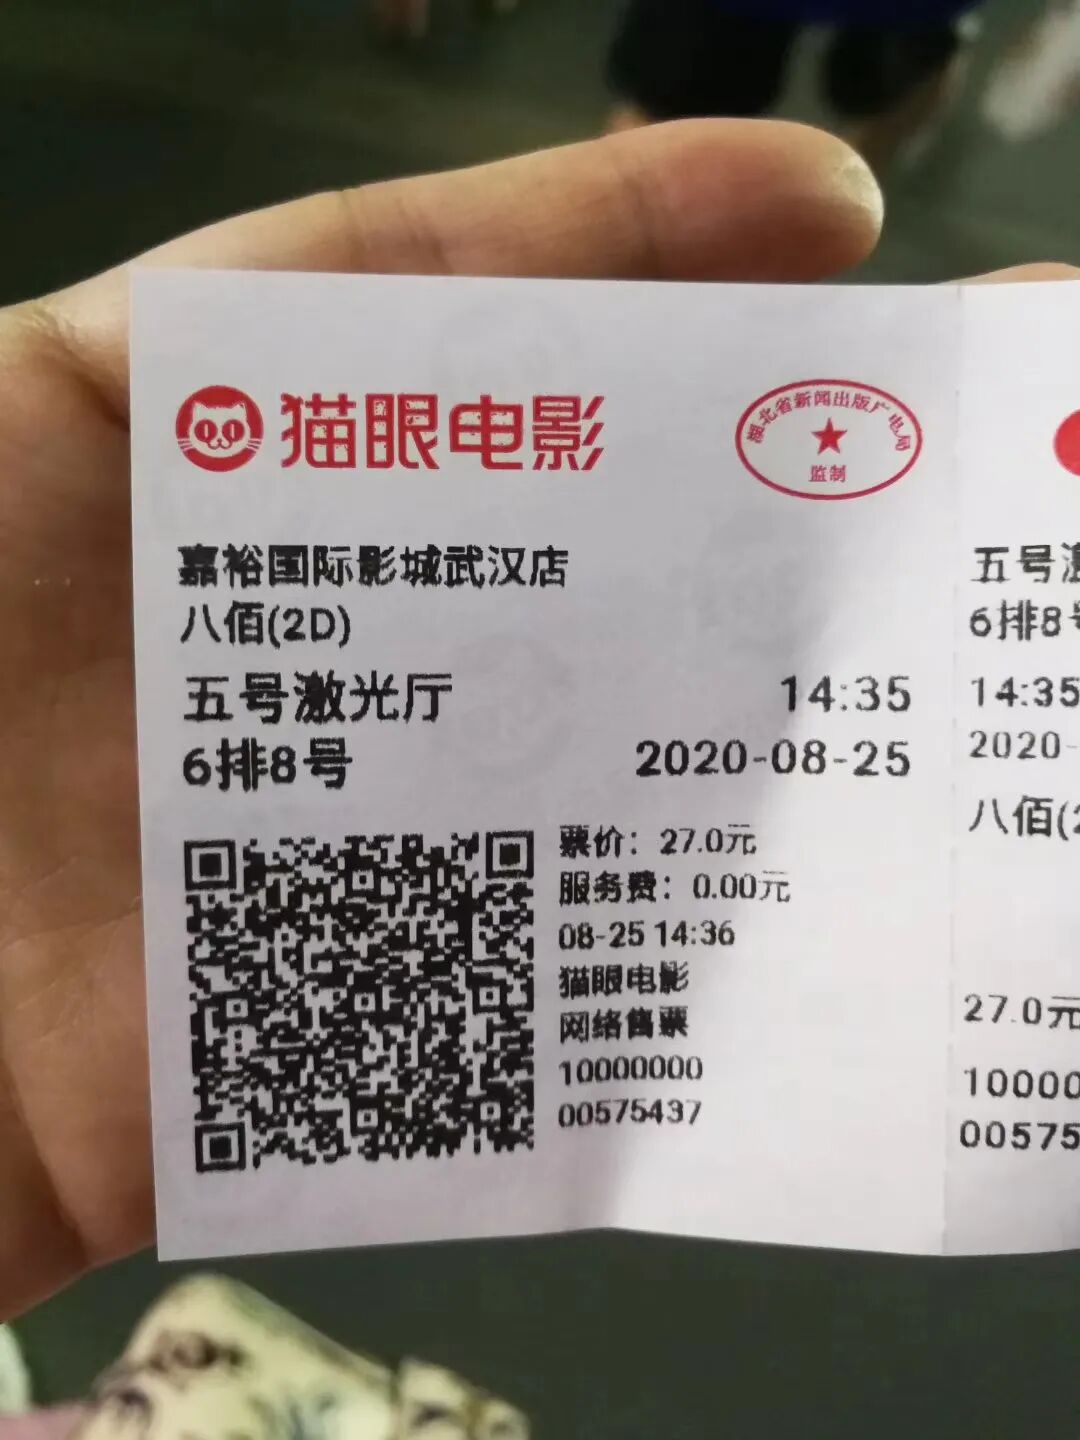 猫眼电影
湖北省新闻出版广电局
监制
嘉裕国际影城武汉店
八佰(2D)
五号激光厅 14:35
6排8号 2020-08-25
票价：27.0元
服务费：0.00元
08-25 14:36
猫眼电影
网络售票
10000000
00575437
五号
6排8
14:35
2020-
八佰(2
27.0元
10000
00575